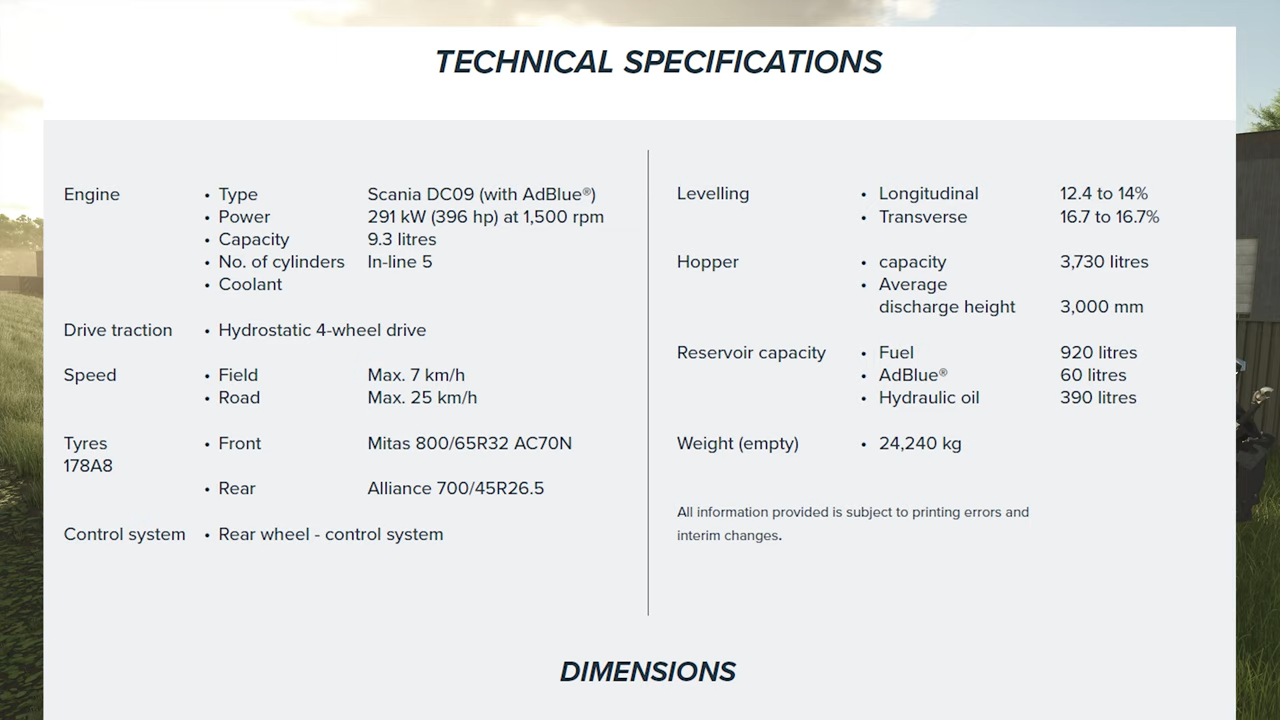 TECHNICAL SPECIFICATIONS
Engine • Type Scania DC09 (with AdBlue®)
• Power 291 kW (396 hp) at 1,500 rpm
• Capacity 9.3 litres
• No. of cylinders In-line 5
• Coolant
Drive traction • Hydrostatic 4-wheel drive
Speed • Field Max. 7 km/h
• Road Max. 25 km/h
Tyres • Front Mitas 800/65R32 AC70N
178A8
• Rear Alliance 700/45R26.5
Control system • Rear wheel - control system
Levelling • Longitudinal 12.4 to 14%
• Transverse 16.7 to 16.7%
Hopper • capacity 3,730 litres
• Average
discharge height 3,000 mm
Reservoir capacity • Fuel 920 litres
• AdBlue® 60 litres
• Hydraulic oil 390 litres
Weight (empty) • 24,240 kg
All information provided is subject to printing errors and
interim changes.
DIMENSIONS